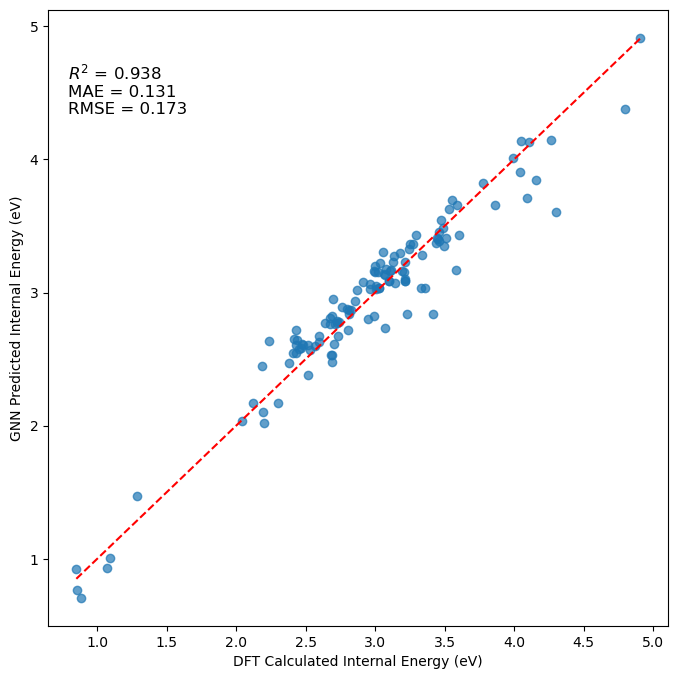 R² = 0.938
MAE = 0.131
RMSE = 0.173
GNN Predicted Internal Energy (eV)
5
4
3
2
1
1.0 1.5 2.0 2.5 3.0 3.5 4.0 4.5 5.0
DFT Calculated Internal Energy (eV)